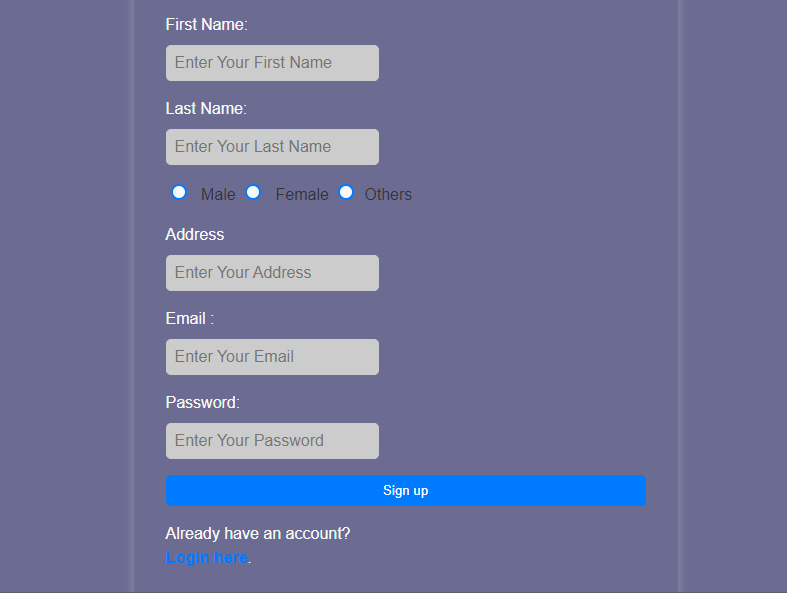 First Name:
Enter Your First Name
Last Name:
Enter Your Last Name
Male Female Others
Address
Enter Your Address
Email :
Enter Your Email
Password:
Enter Your Password
Sign up
Already have an account?
Login here.